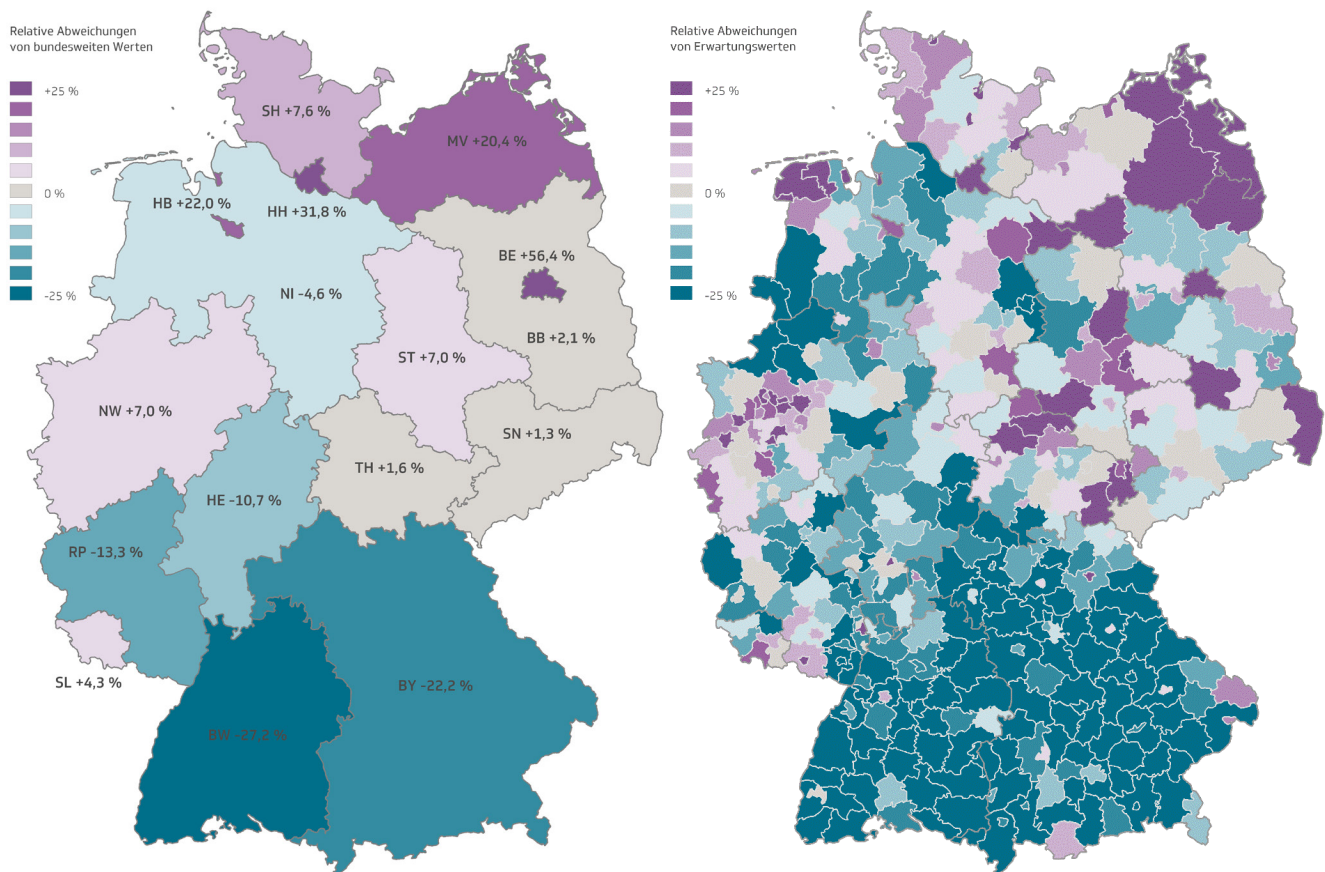 Relative Abweichungen
von bundesweiten Werten
+25 %
0 %
-25 %
SH +7,6 %
MV +20,4 %
HB +22,0 %
HH +31,8 %
BE +56,4 %
NI -4,6 %
BB +2,1 %
ST +7,0 %
NW +7,0 %
SN +1,3 %
TH +1,6 %
HE -10,7 %
RP -13,3 %
SL +4,3 %
BY -22,2 %
BW -27,2 %
Relative Abweichungen
von Erwartungswerten
+25 %
0 %
-25 %